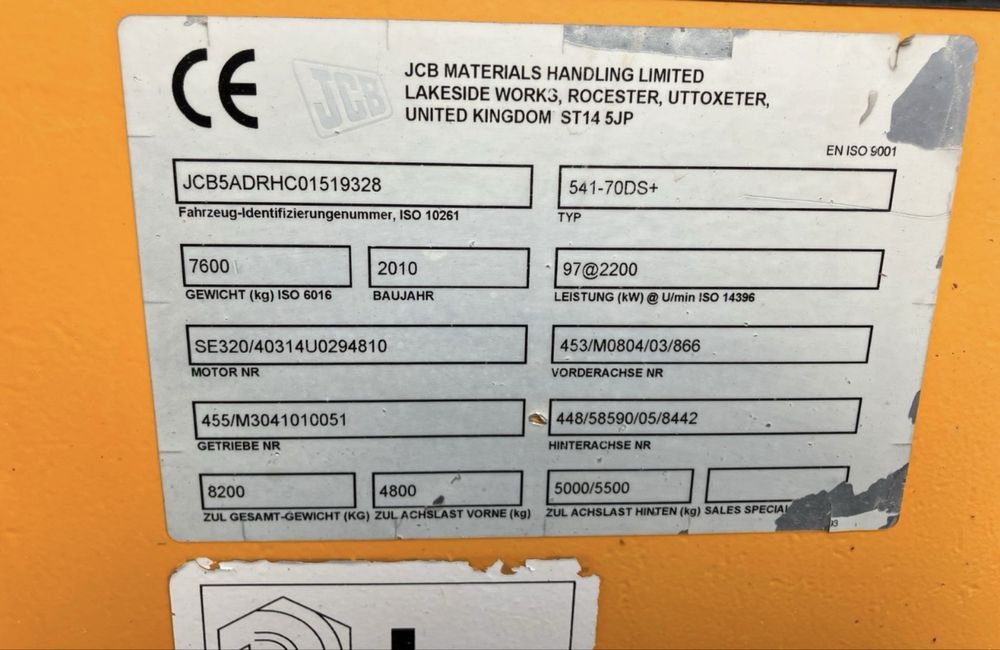 CE
JCB
JCB MATERIALS HANDLING LIMITED
LAKESIDE WORKS, ROCESTER, UTTOXETER,
UNITED KINGDOM ST14 5JP
EN ISO 9001
JCB5ADRHC01519328 541-70DS+
Fahrzeug-Identifizierungenummer, ISO 10261 TYP
7600 2010 97@2200
GEWICHT (kg) ISO 6016 BAUJAHR LEISTUNG (kW) @ U/min ISO 14396
SE320/40314U0294810 453/M0804/03/866
MOTOR NR VORDERACHSE NR
455/M3041010051 448/58590/05/8442
GETRIEBE NR HINTERACHSE NR
8200 4800 5000/5500
ZUL GESAMT-GEWICHT (KG) ZUL ACHSLAST VORNE (kg) ZUL ACHSLAST HINTEN (kg) SALES SPECIAL